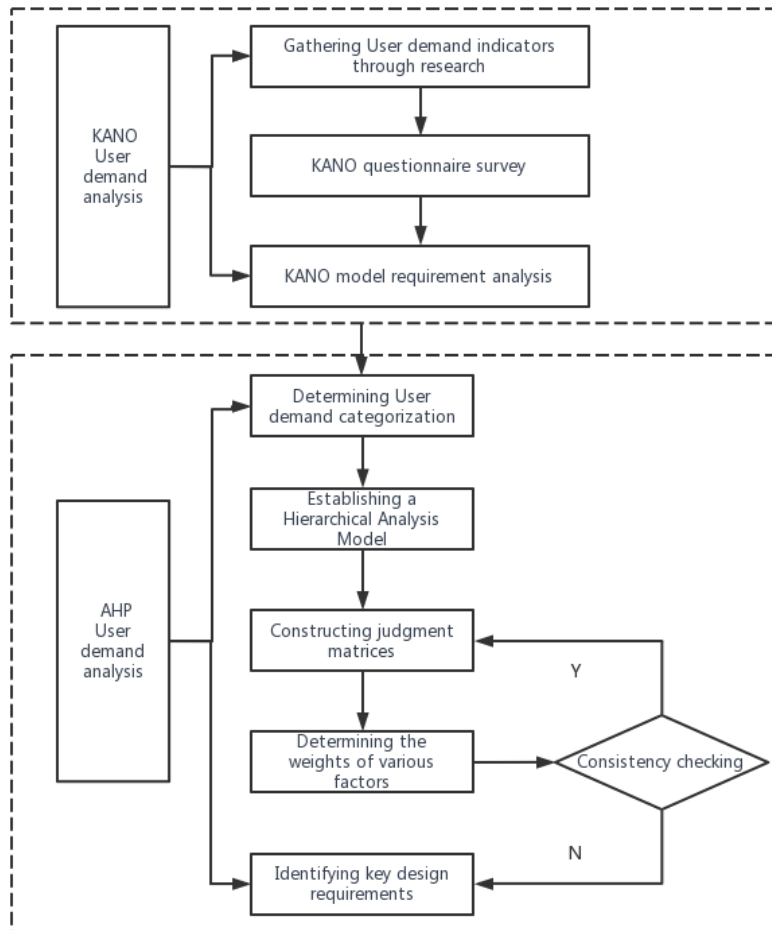 KANO
User
demand
analysis
Gathering User demand indicators
through research
KANO questionnaire survey
KANO model requirement analysis
Determining User
demand categorization
Establishing a
Hierarchical Analysis
Model
AHP
User
demand
analysis
Constructing judgment
matrices
Y
Determining the
weights of various
factors
Consistency checking
N
Identifying key design
requirements